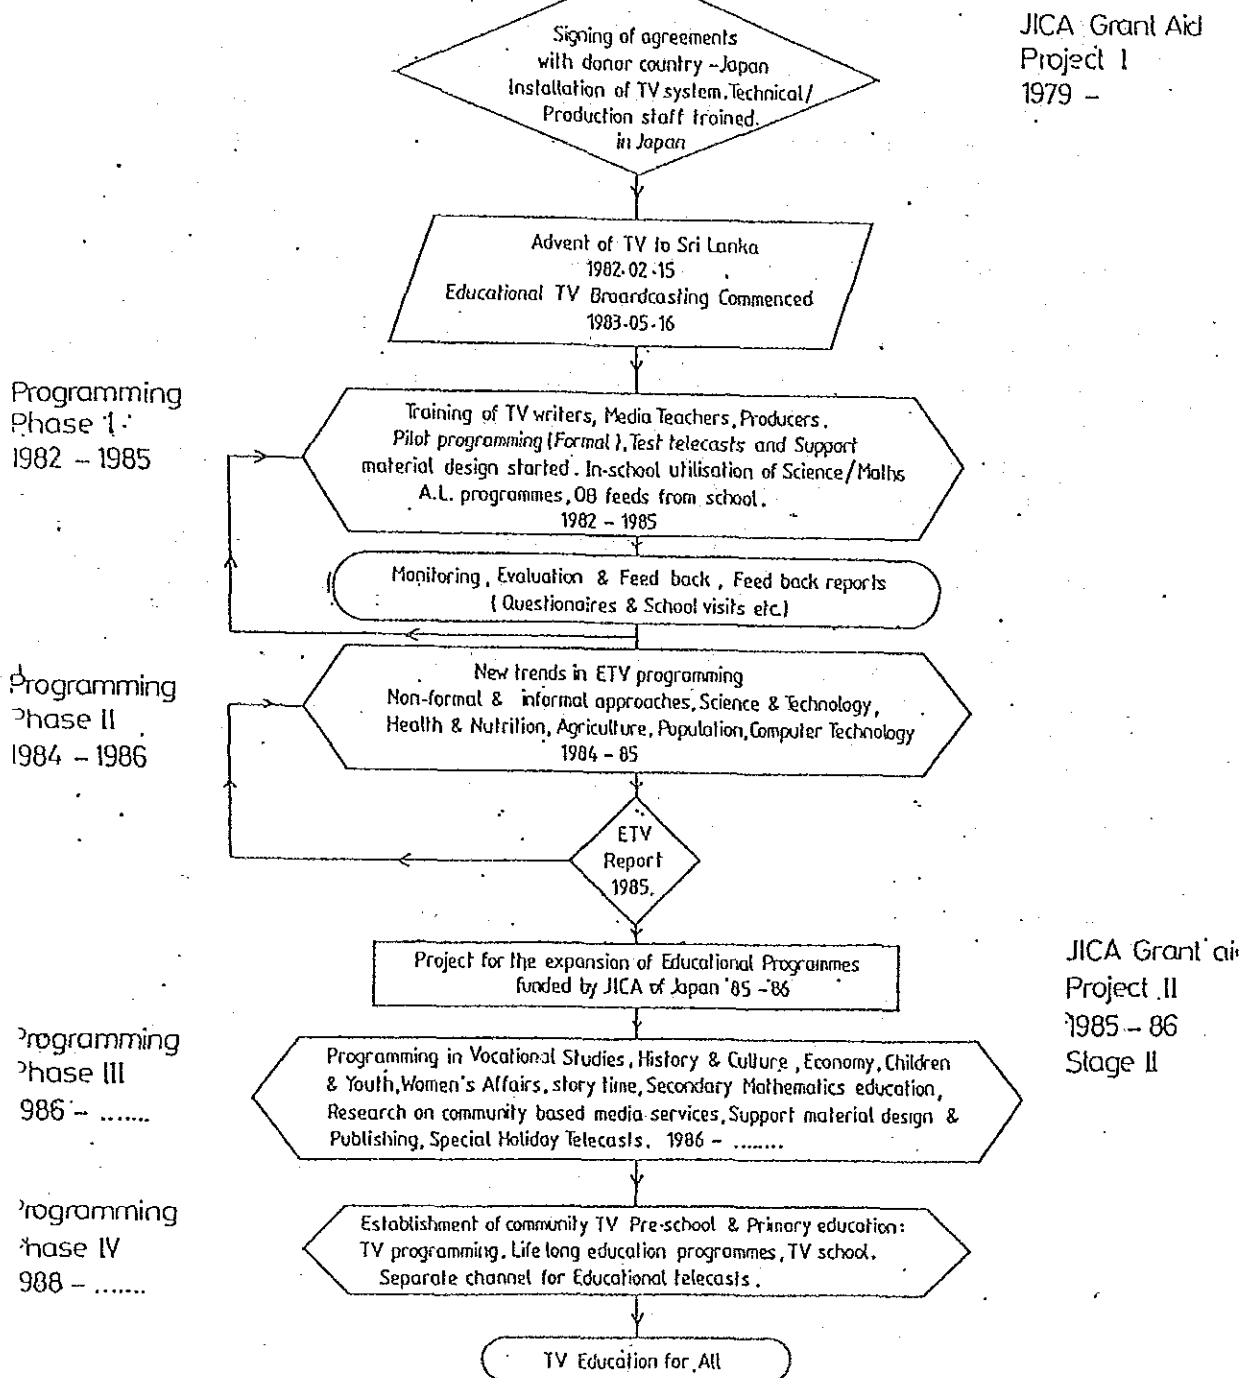 Signing of agreements
with donor country - Japan
Installation of TV system. Technical/
Production staff trained.
in Japan
JICA Grant Aid
Project I
1979 -
Advent of TV to Sri Lanka
1982-02-15
Educational TV Broardcasting Commenced
1983-05-16
Programming
Phase 1
1982 - 1985
Training of TV writers, Media Teachers, Producers.
Pilot programming (Formal), Test telecasts and Support
material design started. In-school utilisation of Science/Maths
A.L. programmes, OB feeds from school.
1982 - 1985
Monitoring, Evaluation & Feed back, Feed back reports
(Questionaires & School visits etc.)
Programming
Phase II
1984 - 1986
New trends in ETV programming
Non-formal & informal approaches, Science & Technology,
Health & Nutrition, Agriculture, Population, Computer Technology
1984 - 85
ETV
Report
1985.
Project for the expansion of Educational Programmes
funded by JICA of Japan '85 - '86
JICA Grant aid
Project II
1985 - 86
Stage II
Programming
Phase III
986 - .......
Programming in Vocational Studies, History & Culture, Economy, Children
& Youth, Women's Affairs, story time, Secondary Mathematics education,
Research on community based media services, Support material design &
Publishing, Special Holiday Telecasts. 1986 - ........
Programming
Phase IV
988 - .......
Establishment of community TV Pre-school & Primary education:
TV programming. Life long education programmes, TV school.
Separate channel for Educational telecasts.
TV Education for All